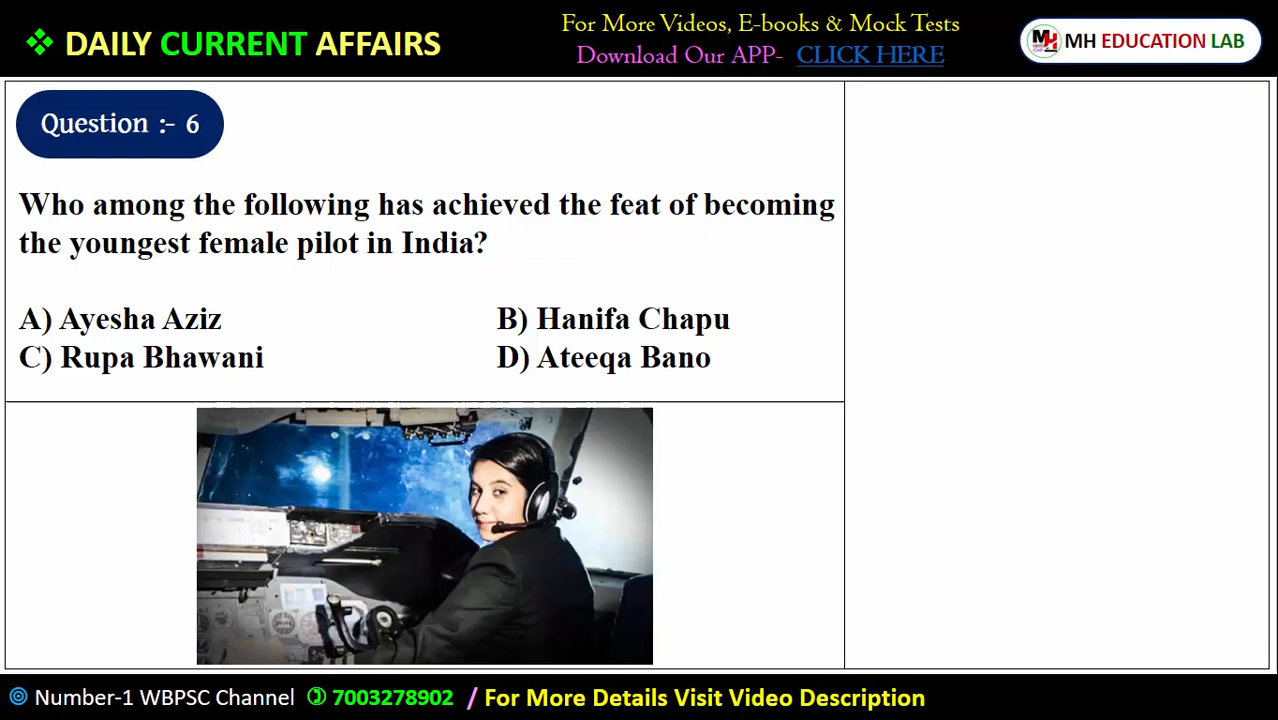 DAILY CURRENT AFFAIRS
For More Videos, E-books & Mock Tests
Download Our APP- CLICK HERE
MH EDUCATION LAB
Question :- 6
Who among the following has achieved the feat of becoming
the youngest female pilot in India?
A) Ayesha Aziz B) Hanifa Chapu
C) Rupa Bhawani D) Ateeqa Bano
Number-1 WBPSC Channel 7003278902 / For More Details Visit Video Description